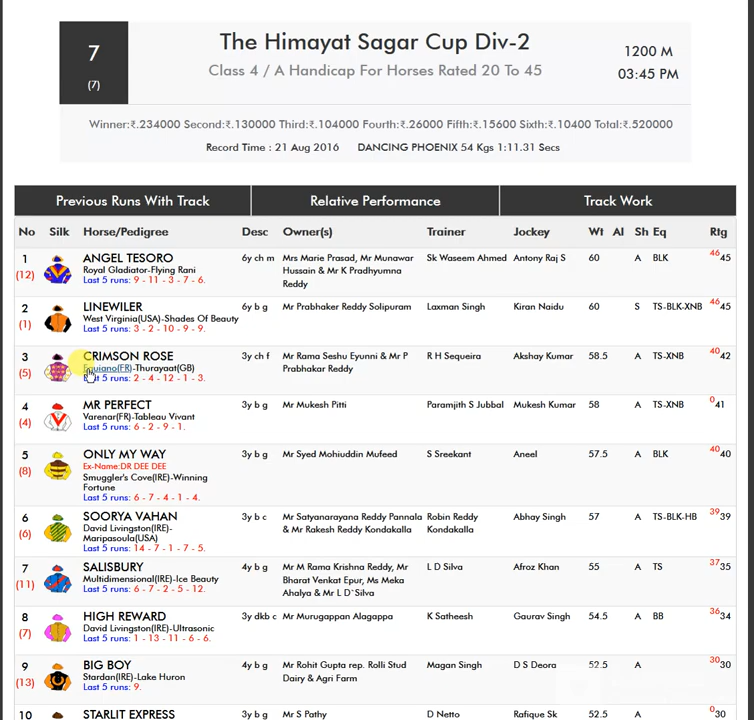 7
(7)
The Himayat Sagar Cup Div-2
Class 4 / A Handicap For Horses Rated 20 To 45
1200 M
03:45 PM
Winner:₹.234000 Second:₹.130000 Third:₹.104000 Fourth:₹.26000 Fifth:₹.15600 Sixth:₹.10400 Total:₹.520000
Record Time : 21 Aug 2016 DANCING PHOENIX 54 Kgs 1:11.31 Secs
Previous Runs With Track Relative Performance Track Work
No Silk Horse/Pedigree Desc Owner(s) Trainer Jockey Wt Al Sh Eq Rtg
1 ANGEL TESORO 6y ch m Mrs Marie Prasad, Mr Munawar Sk Waseem Ahmed Antony Raj S 60 A BLK 46 45
(12) Royal Gladiator-Flying Rani Hussain & Mr K Pradhyumna
Last 5 runs: 9 - 11 - 3 - 7 - 6. Reddy
2 LINEWILER 6y b g Mr Prabhaker Reddy Solipuram Laxman Singh Kiran Naidu 60 S TS-BLK-XNB 46 45
(1) West Virginia(USA)-Shades Of Beauty
Last 5 runs: 3 - 2 - 10 - 9 - 9.
3 CRIMSON ROSE 3y ch f Mr Rama Seshu Eyunni & Mr P R H Sequeira Akshay Kumar 58.5 A TS-XNB 40 42
(5) Equiano(FR)-Thurayaat(GB) Prabhakar Reddy
Last 5 runs: 2 - 4 - 12 - 1 - 3.
4 MR PERFECT 3y b g Mr Mukesh Pitti Paramjith S Jubbal Mukesh Kumar 58 A TS-XNB 0 41
(4) Varenar(FR)-Tableau Vivant
Last 5 runs: 6 - 2 - 9 - 1.
5 ONLY MY WAY 3y b g Mr Syed Mohiuddin Mufeed S Sreekant Aneel 57.5 A BLK 40 40
(8) Ex-Name:DR DEE DEE
Smuggler's Cove(IRE)-Winning
Fortune
Last 5 runs: 6 - 7 - 4 - 1 - 4.
6 SOORYA VAHAN 3y b c Mr Satyanarayana Reddy Pannala Robin Reddy Abhay Singh 57 A TS-BLK-HB 39 39
(6) David Livingston(IRE)- & Mr Rakesh Reddy Kondakalla Kondakalla
Maripasoula(USA)
Last 5 runs: 14 - 7 - 1 - 7 - 5.
7 SALISBURY 4y b g Mr M Rama Krishna Reddy, Mr L D Silva Afroz Khan 55 A TS 37 35
(11) Multidimensional(IRE)-Ice Beauty Bharat Venkat Epur, Ms Meka
Last 5 runs: 6 - 7 - 2 - 5 - 12. Ahalya & Mr L D`Silva
8 HIGH REWARD 3y dkb c Mr Murugappan Alagappa K Satheesh Gaurav Singh 54.5 A BB 36 34
(7) David Livingston(IRE)-Ultrasonic
Last 5 runs: 1 - 13 - 11 - 6 - 6.
9 BIG BOY 4y b g Mr Rohit Gupta rep. Rolli Stud Magan Singh D S Deora 52.5 A 30 30
(13) Stardan(IRE)-Lake Huron Dairy & Agri Farm
Last 5 runs: 9.
10 STARLIT EXPRESS 3y b g Mr S Pathy D Netto Rafique Sk 52.5 A 0 30